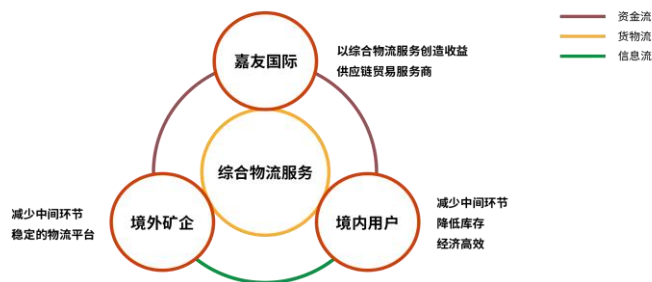 嘉友国际
以综合物流服务创造收益
供应链贸易服务商
资金流
货物流
信息流
综合物流服务
减少中间环节
稳定的物流平台
境外矿企
境内用户
减少中间环节
降低库存
经济高效